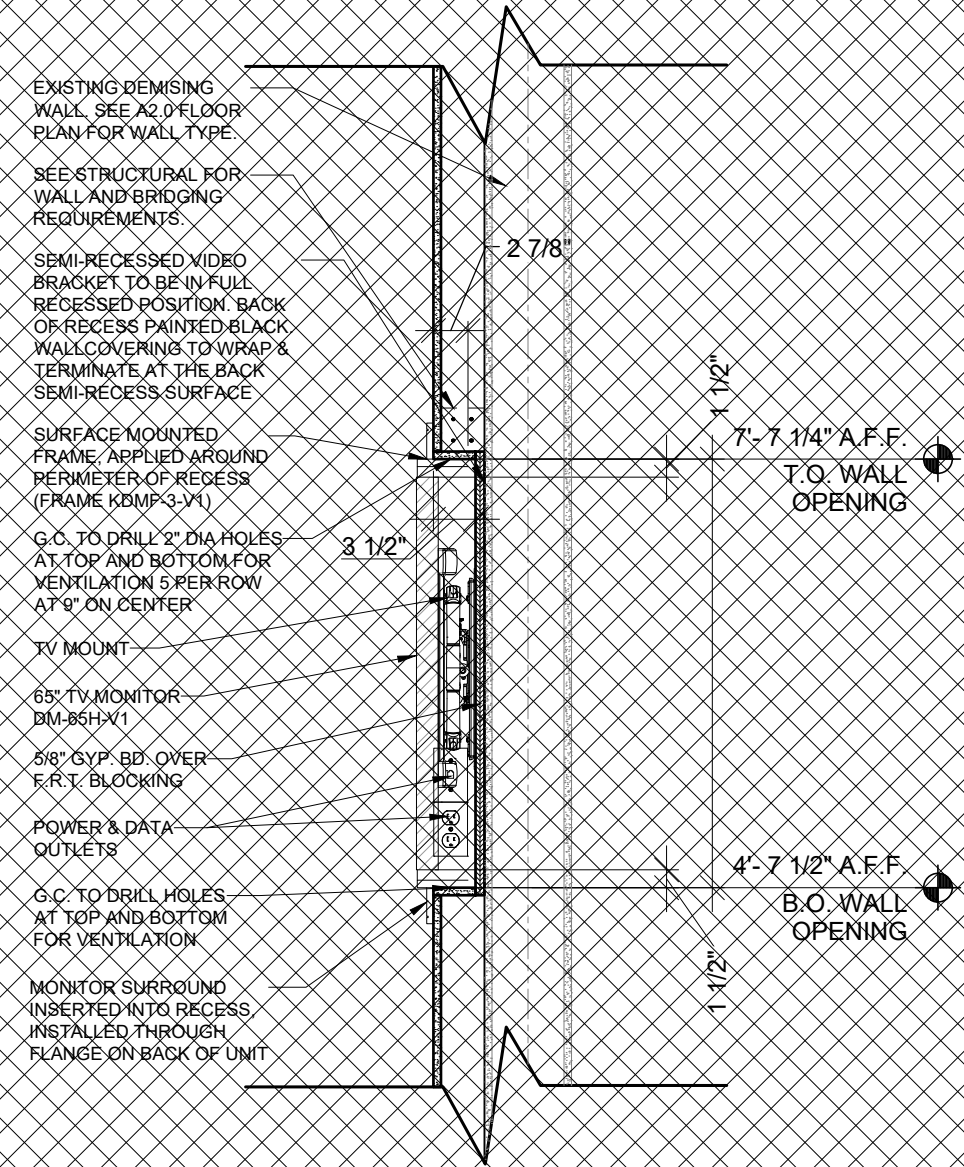 EXISTING DEMISING
WALL. SEE A2.0 FLOOR
PLAN FOR WALL TYPE.
SEE STRUCTURAL FOR
WALL AND BRIDGING
REQUIREMENTS.
SEMI-RECESSED VIDEO
BRACKET TO BE IN FULL
RECESSED POSITION. BACK
OF RECESS PAINTED BLACK.
WALLCOVERING TO WRAP &
TERMINATE AT THE BACK
SEMI-RECESS SURFACE
SURFACE MOUNTED
FRAME, APPLIED AROUND
PERIMETER OF RECESS
(FRAME KDMF-3-V1)
G.C. TO DRILL 2" DIA HOLES
AT TOP AND BOTTOM FOR
VENTILATION 5 PER ROW
AT 9" ON CENTER
TV MOUNT
65" TV MONITOR
DM-65H-V1
5/8" GYP. BD. OVER
F.R.T. BLOCKING
POWER & DATA
OUTLETS
G.C. TO DRILL HOLES
AT TOP AND BOTTOM
FOR VENTILATION
MONITOR SURROUND
INSERTED INTO RECESS,
INSTALLED THROUGH
FLANGE ON BACK OF UNIT
2 7/8"
3 1/2"
1 1/2"
7'- 7 1/4" A.F.F.
T.O. WALL
OPENING
4'- 7 1/2" A.F.F.
B.O. WALL
OPENING
1 1/2"